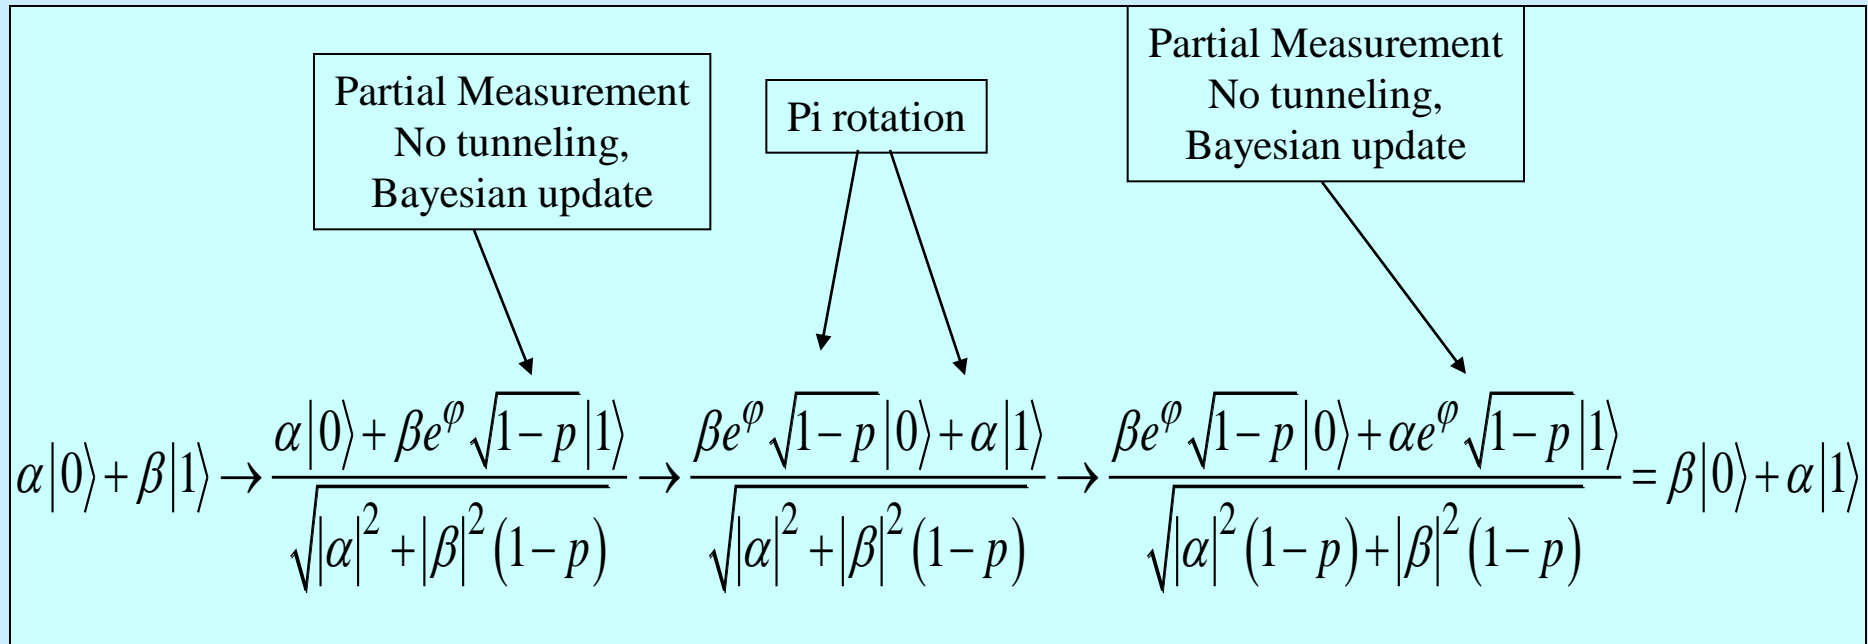 Partial Measurement
No tunneling,
Bayesian update
Pi rotation
Partial Measurement
No tunneling,
Bayesian update
α|0⟩ + β|1⟩ → (α|0⟩ + βe^φ √(1−p) |1⟩) / √(|α|² + |β|² (1−p)) → (βe^φ √(1−p) |0⟩ + α|1⟩) / √(|α|² + |β|² (1−p)) → (βe^φ √(1−p) |0⟩ + αe^φ √(1−p) |1⟩) / √(|α|² (1−p) + |β|² (1−p)) = β|0⟩ + α|1⟩